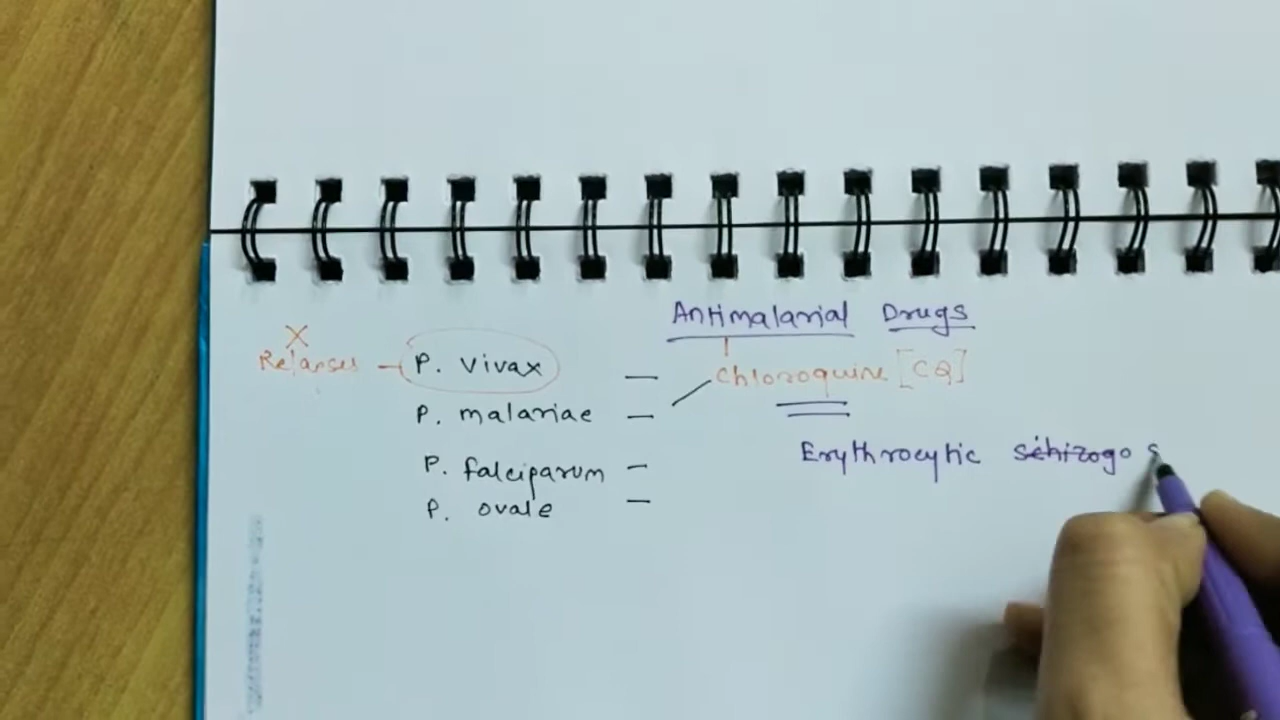 Antimalarial Drugs
X
Relapses - P. Vivax —
Chloroquine [CQ]
P. malariae —
Erythrocytic schizogo s
P. falciparum —
P. ovale —